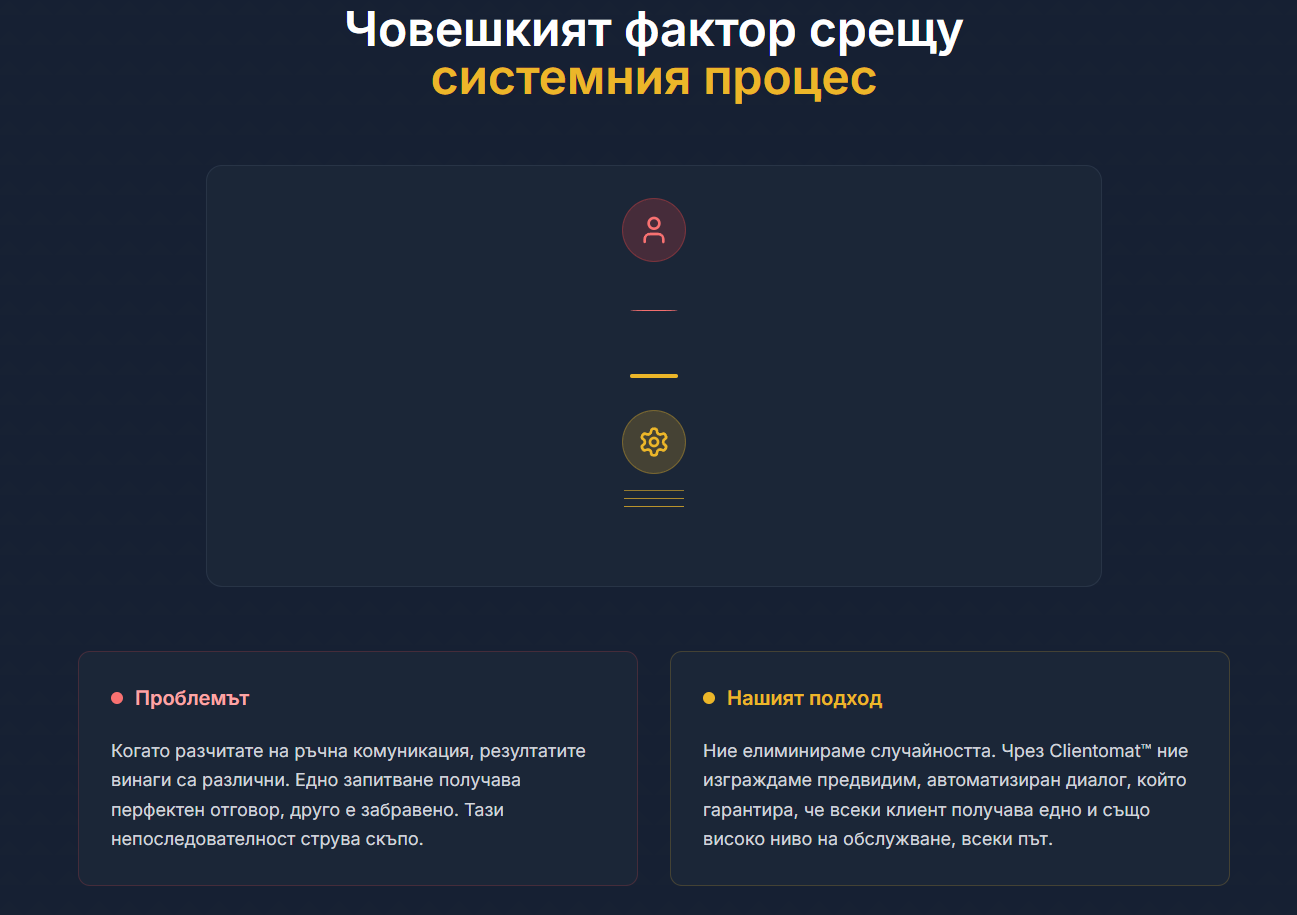 Човешкият фактор срещу
системния процес
Проблемът
Когато разчитате на ръчна комуникация, резултатите
винаги са различни. Едно запитване получава
перфектен отговор, друго е забравено. Тази
непоследователност струва скъпо.
Нашият подход
Ние елиминираме случайността. Чрез Clientomat™ ние
изграждаме предвидим, автоматизиран диалог, който
гарантира, че всеки клиент получава едно и също
високо ниво на обслужване, всеки път.